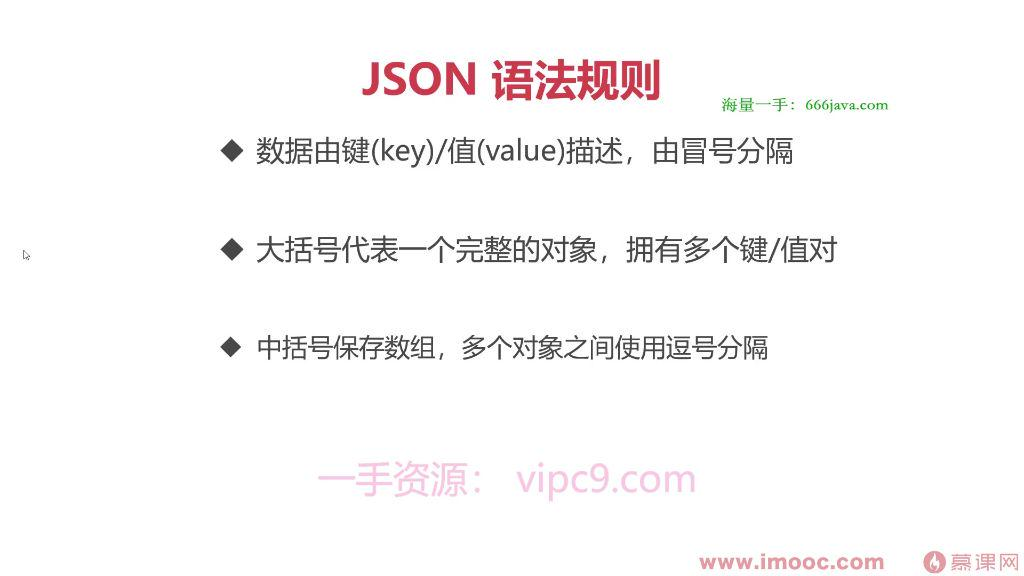 JSON 语法规则
海量一手：666java.com
◆ 数据由键(key)/值(value)描述，由冒号分隔
◆ 大括号代表一个完整的对象，拥有多个键/值对
◆ 中括号保存数组，多个对象之间使用逗号分隔
一手资源： vipc9.com
www.imooc.com 慕课网